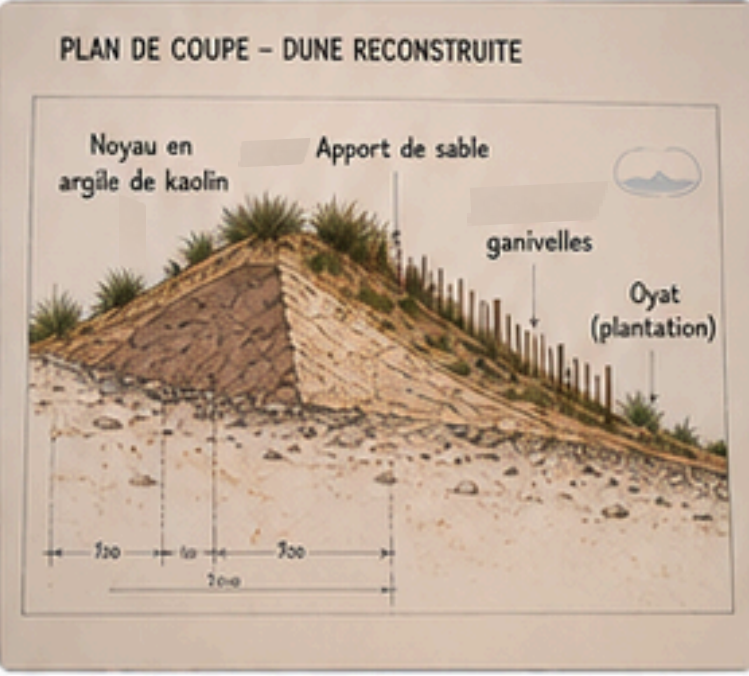 PLAN DE COUPE – DUNE RECONSTRUITE
Noyau en
argile de kaolin
Apport de sable
ganivelles
Oyat
(plantation)